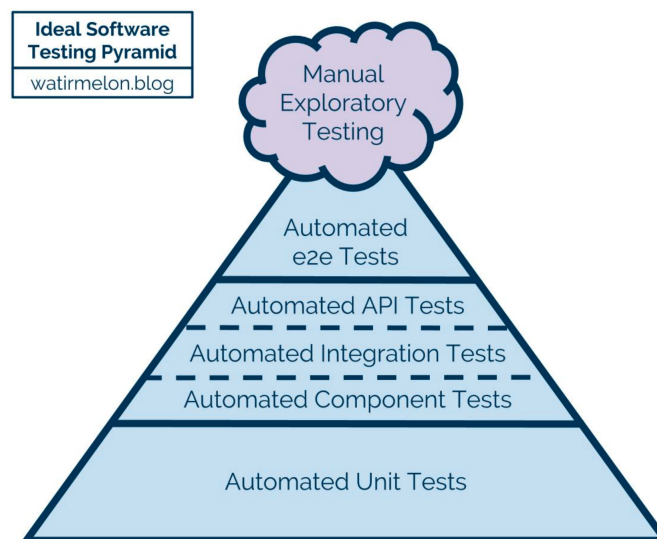 Ideal Software
Testing Pyramid
watirmelon.blog
Manual
Exploratory
Testing
Automated
e2e Tests
Automated API Tests
Automated Integration Tests
Automated Component Tests
Automated Unit Tests